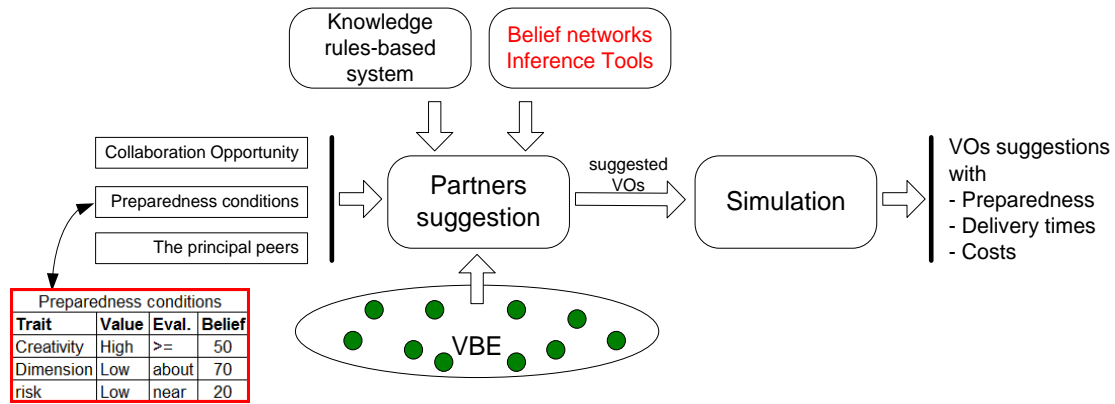 Knowledge
rules-based
system
Belief networks
Inference Tools
Collaboration Opportunity
Preparedness conditions
The principal peers
Partners
suggestion
suggested
VOs
Simulation
VOs suggestions
with
- Preparedness
- Delivery times
- Costs
VBE
Preparedness conditions
Trait Value Eval. Belief
Creativity High >= 50
Dimension Low about 70
risk Low near 20